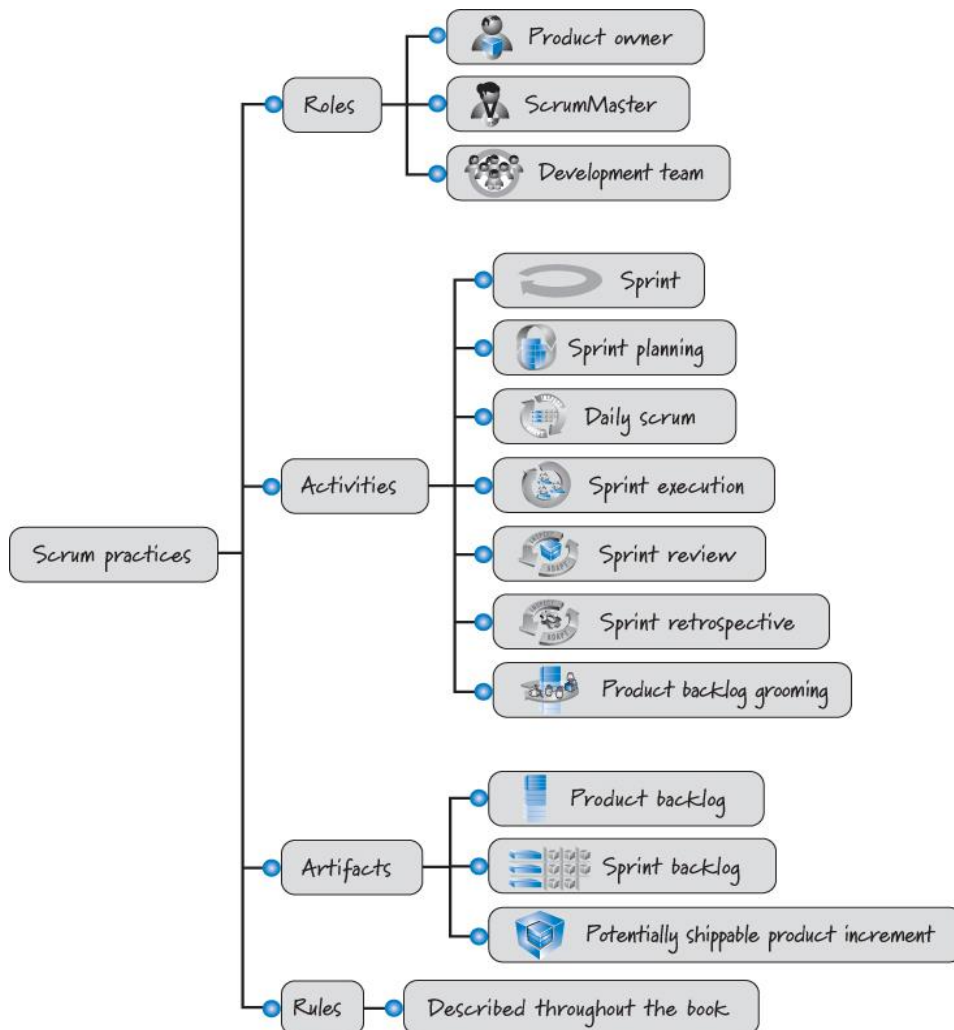 Product owner
Roles
ScrumMaster
Development team
Sprint
Sprint planning
Daily scrum
Activities
Sprint execution
Scrum practices
Sprint review
Sprint retrospective
Product backlog grooming
Product backlog
Artifacts
Sprint backlog
Potentially shippable product increment
Rules
Described throughout the book